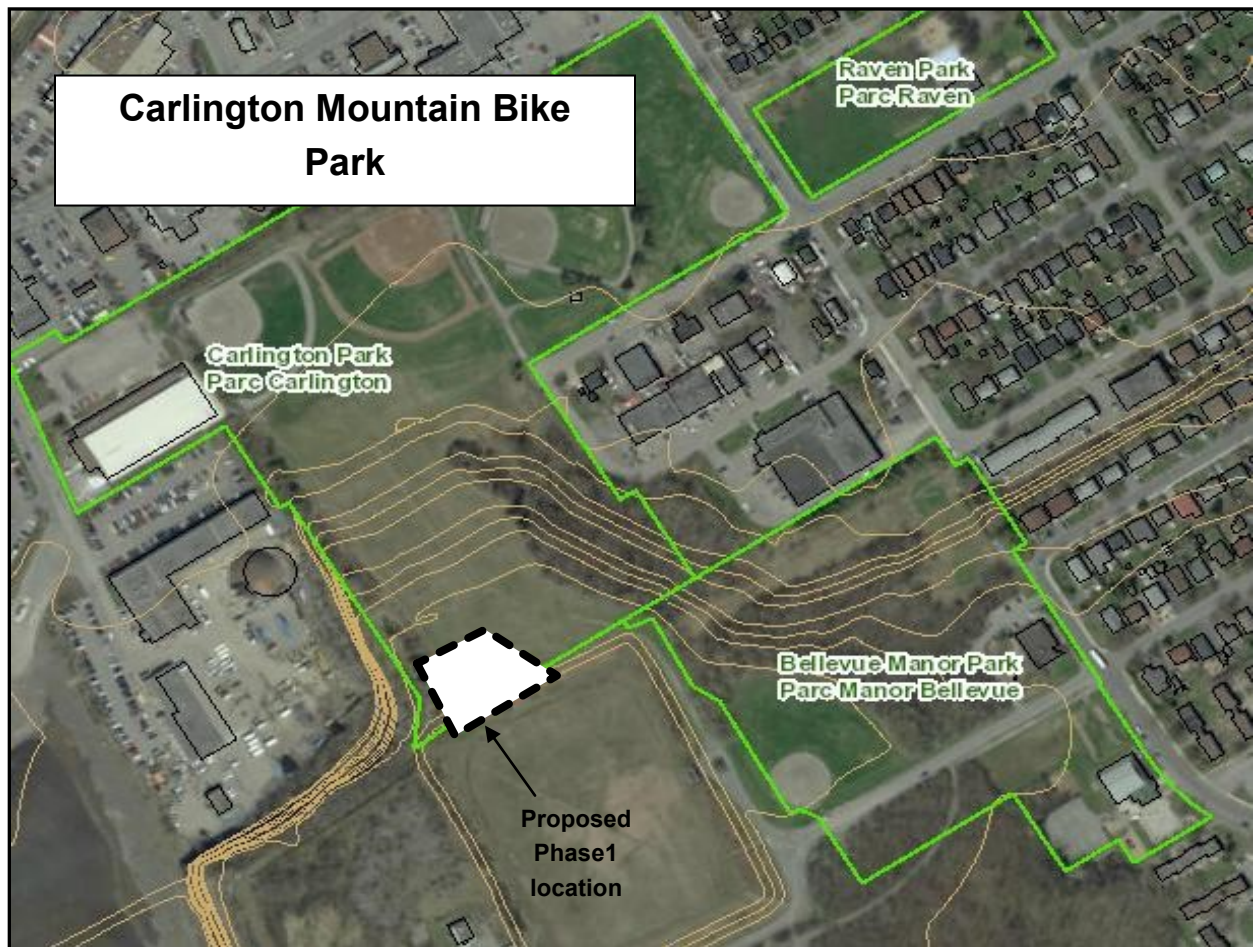 Carlington Mountain Bike
Park
Raven Park
Parc Raven
Carlington Park
Parc Carlington
Bellevue Manor Park
Parc Manor Bellevue
Proposed
Phase1
location